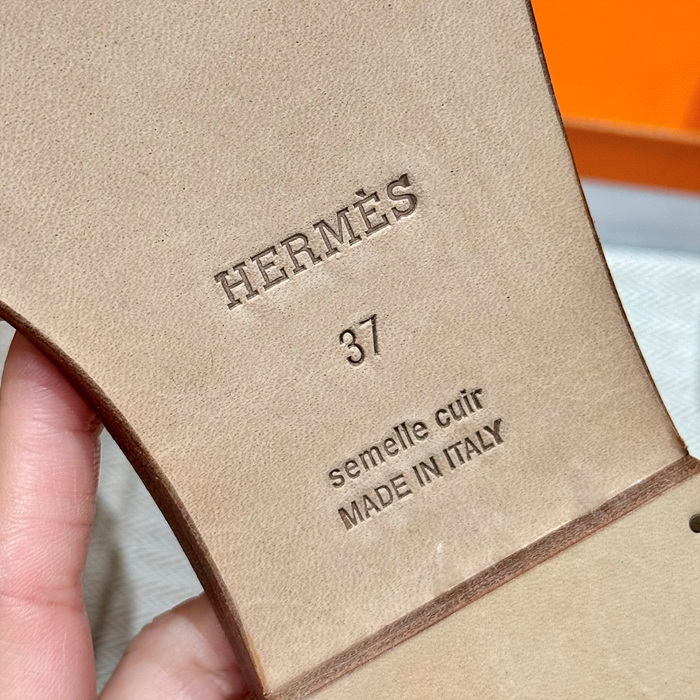 HERMÈS
37
semelle cuir
MADE IN ITALY